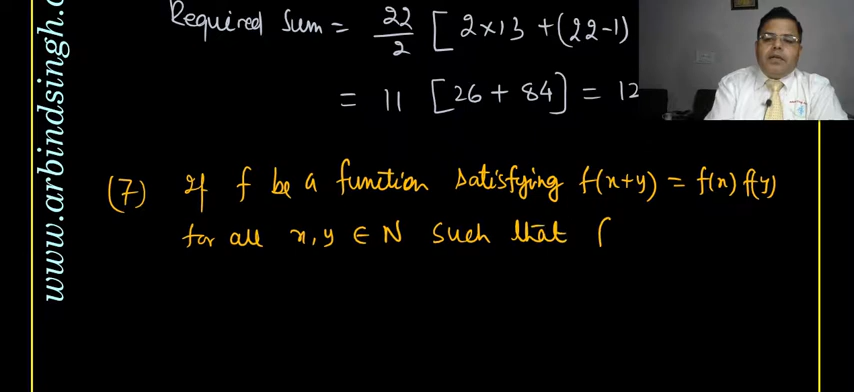 Required Sum = 22/2 [ 2×13 + (22-1)
= 11 [26 + 84] = 12
(7) If f be a function satisfying f(x+y) = f(x) f(y)
for all x, y ∈ N such that (
www.arbindsingh.c